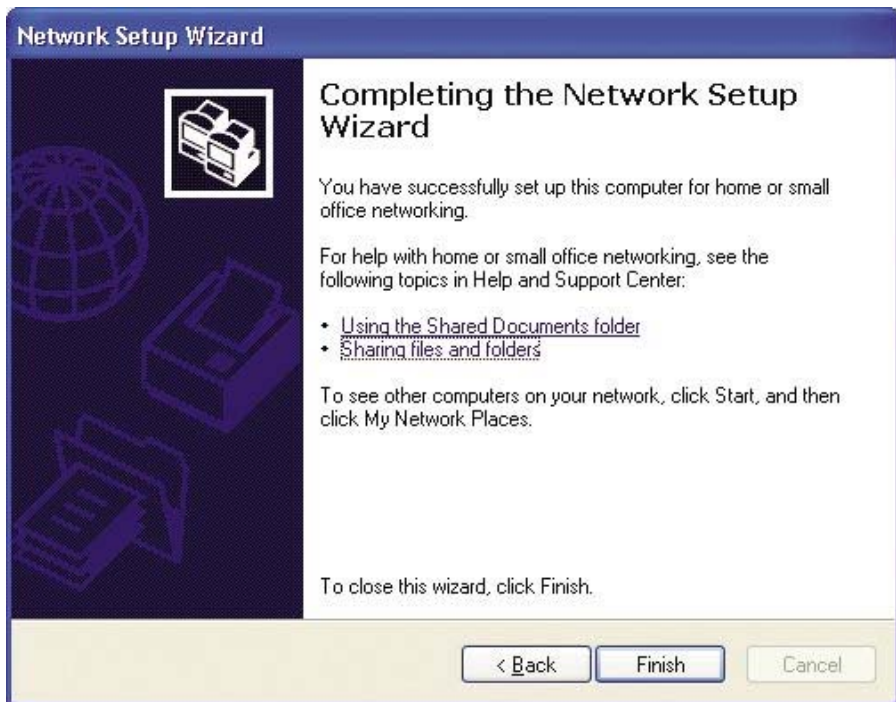 Network Setup Wizard
Completing the Network Setup
Wizard
You have successfully set up this computer for home or small
office networking.
For help with home or small office networking, see the
following topics in Help and Support Center:
• Using the Shared Documents folder
• Sharing files and folders
To see other computers on your network, click Start, and then
click My Network Places.
To close this wizard, click Finish.
< Back Finish Cancel